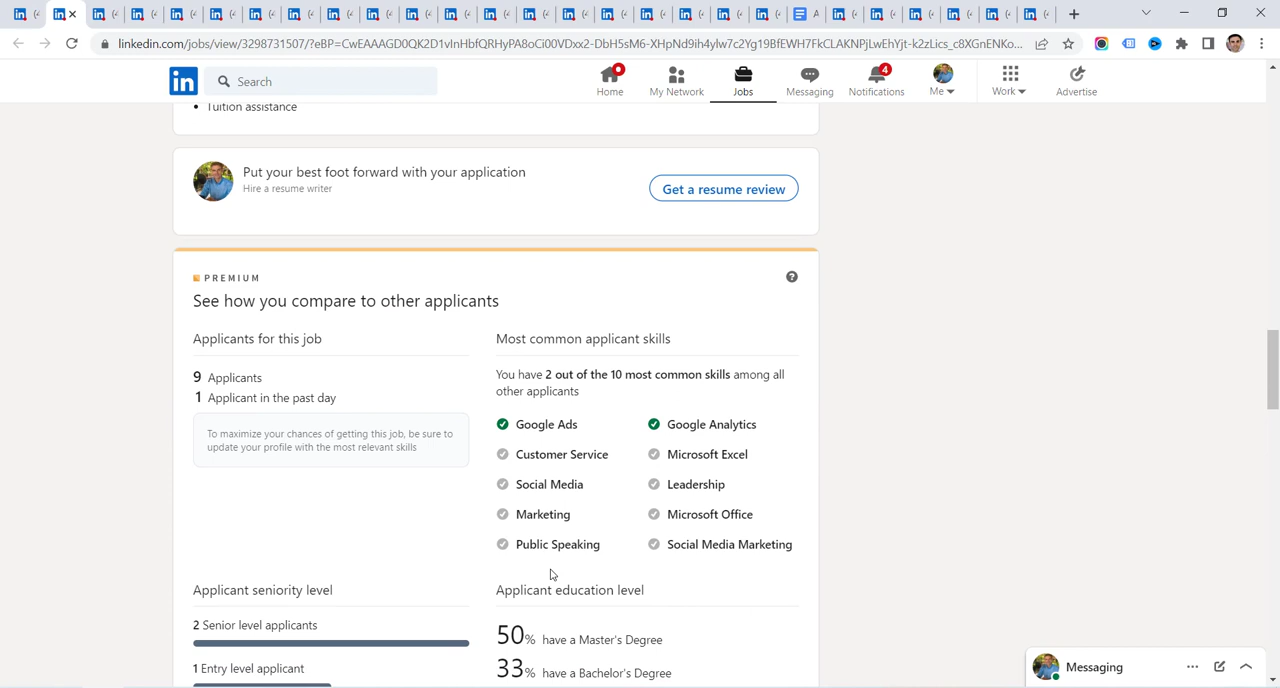 linkedin.com/jobs/view/3298731507/?eBP=CwEAAAGD0QK2D1vInHbfQRHyPA8oCi00VDxx2-DbH5sM6-XHpNd9ih4ylw7c2Yg19BfEWH7FkCLAKNPjLwEhYjt-k2zLics_c8XGnENKo...
in
Search
Home
My Network
Jobs
Messaging
4
Notifications
Me
Work
Advertise
• Tuition assistance
Put your best foot forward with your application
Hire a resume writer
Get a resume review
PREMIUM
See how you compare to other applicants
Applicants for this job
9 Applicants
1 Applicant in the past day
To maximize your chances of getting this job, be sure to
update your profile with the most relevant skills
Most common applicant skills
You have 2 out of the 10 most common skills among all
other applicants
Google Ads
Google Analytics
Customer Service
Microsoft Excel
Social Media
Leadership
Marketing
Microsoft Office
Public Speaking
Social Media Marketing
Applicant seniority level
2 Senior level applicants
1 Entry level applicant
Applicant education level
50% have a Master's Degree
33% have a Bachelor's Degree
Messaging